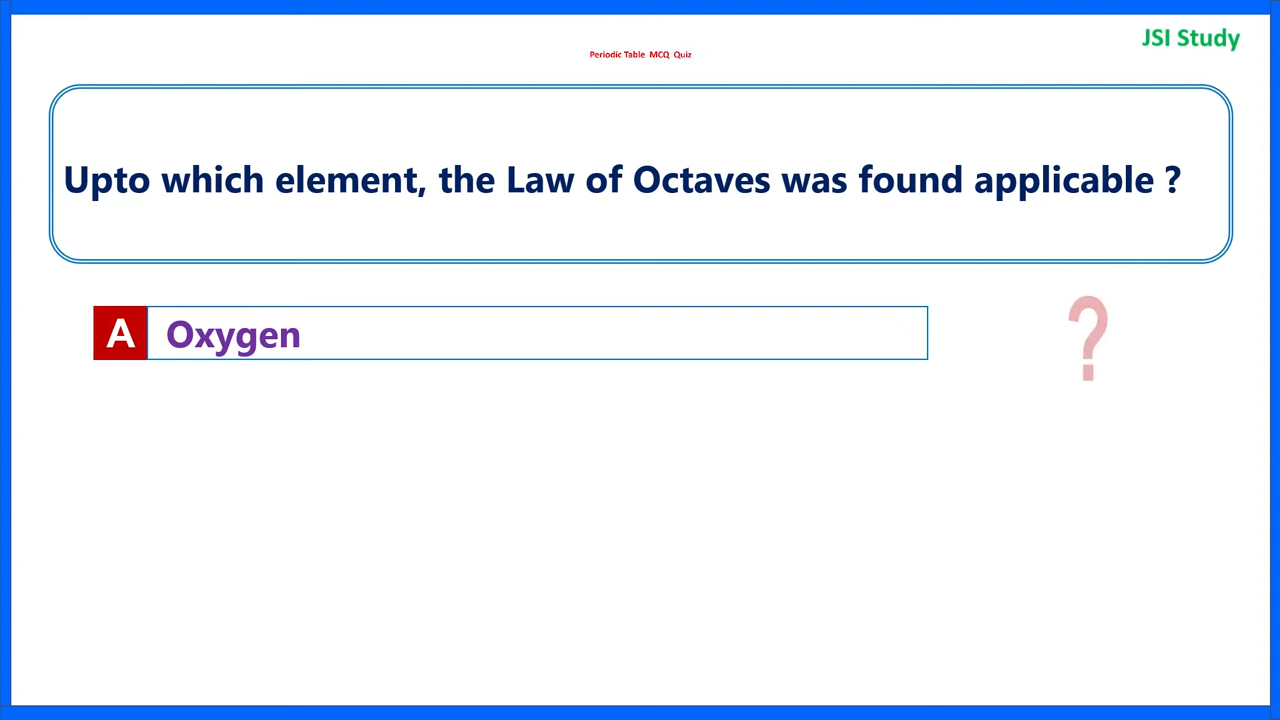 JSI Study
Periodic Table MCQ Quiz
Upto which element, the Law of Octaves was found applicable ?
A Oxygen
?